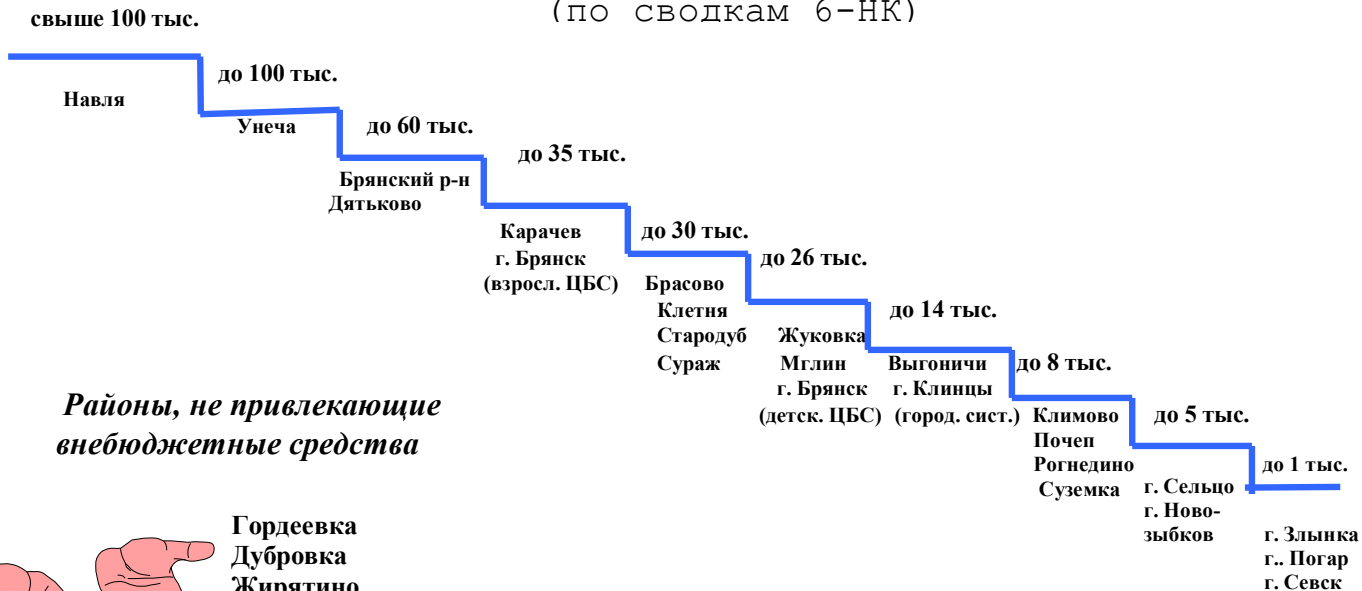 (по сводкам 6-НК)
свыше 100 тыс.
Навля
до 100 тыс.
Унеча
до 60 тыс.
Брянский р-н
Дятьково
до 35 тыс.
Карачев
г. Брянск
(взросл. ЦБС)
до 30 тыс.
Брасово
Клетня
Стародуб
Сураж
до 26 тыс.
Жуковка
Мглин
г. Брянск
(детск. ЦБС)
до 14 тыс.
Выгоничи
г. Клинцы
(город. сист.)
до 8 тыс.
Климово
Почеп
Рогнедино
Суземка
до 5 тыс.
г. Сельцо
г. Ново-
зыбков
до 1 тыс.
г. Злынка
г.. Погар
г. Севск
Районы, не привлекающие
внебюджетные средства
Гордеевка
Дубровка
Жирятино